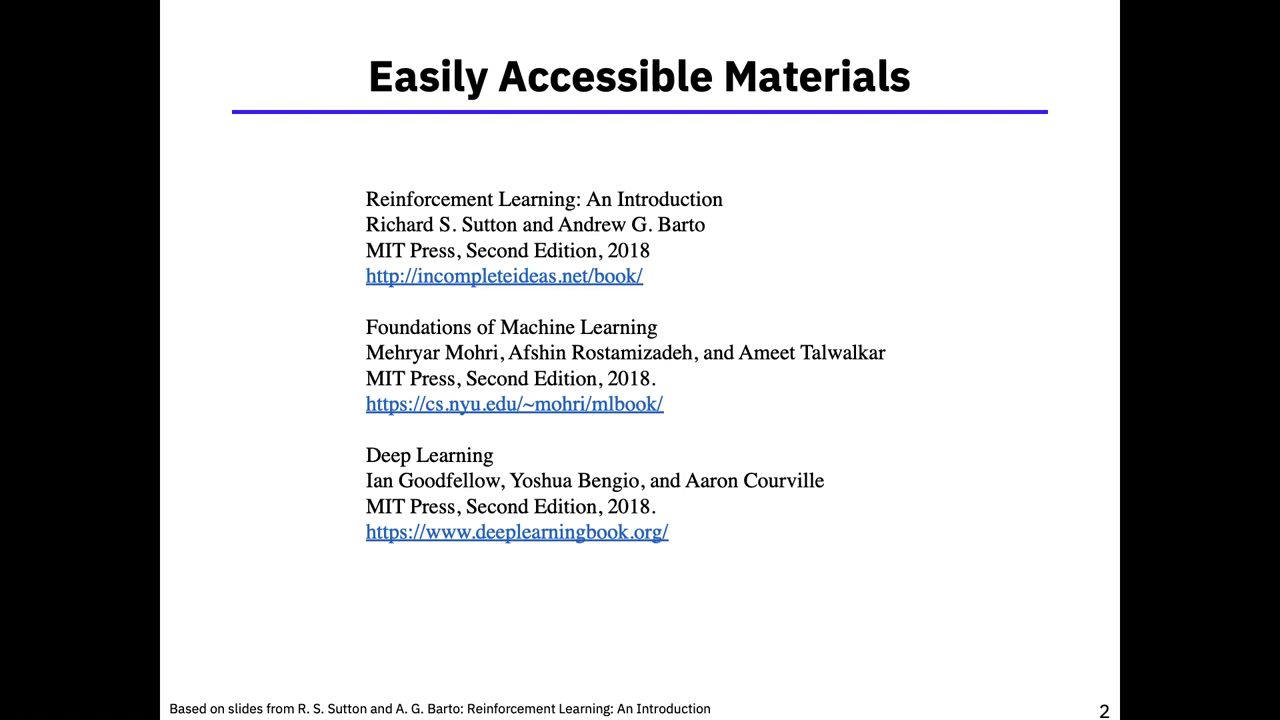 Easily Accessible Materials
Reinforcement Learning: An Introduction
Richard S. Sutton and Andrew G. Barto
MIT Press, Second Edition, 2018
http://incompleteideas.net/book/
Foundations of Machine Learning
Mehryar Mohri, Afshin Rostamizadeh, and Ameet Talwalkar
MIT Press, Second Edition, 2018.
https://cs.nyu.edu/~mohri/mlbook/
Deep Learning
Ian Goodfellow, Yoshua Bengio, and Aaron Courville
MIT Press, Second Edition, 2018.
https://www.deeplearningbook.org/
Based on slides from R. S. Sutton and A. G. Barto: Reinforcement Learning: An Introduction
2